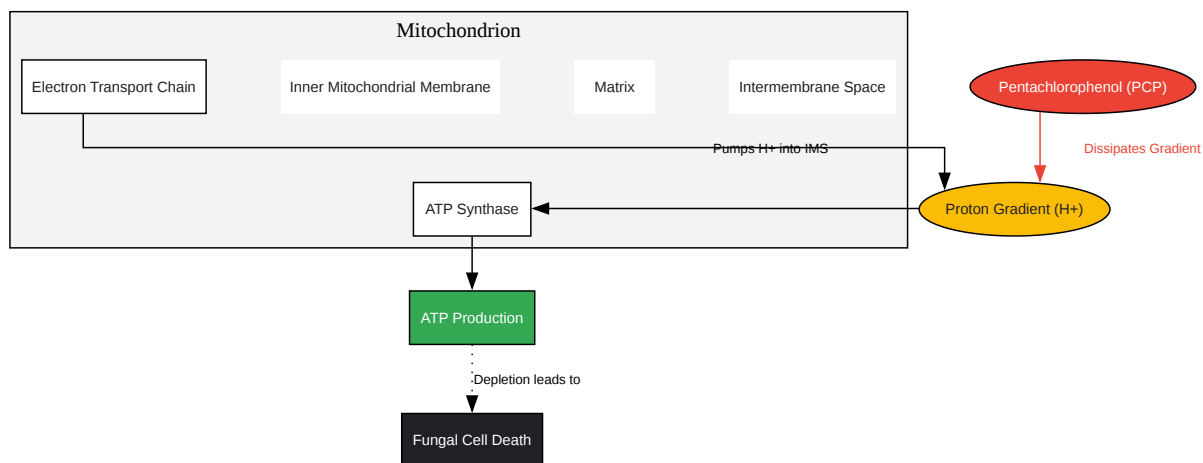 Mitochondrion
Electron Transport Chain
Inner Mitochondrial Membrane
Matrix
Intermembrane Space
Pentachlorophenol (PCP)
Pumps H+ into IMS
Dissipates Gradient
ATP Synthase
Proton Gradient (H+)
ATP Production
Depletion leads to
Fungal Cell Death